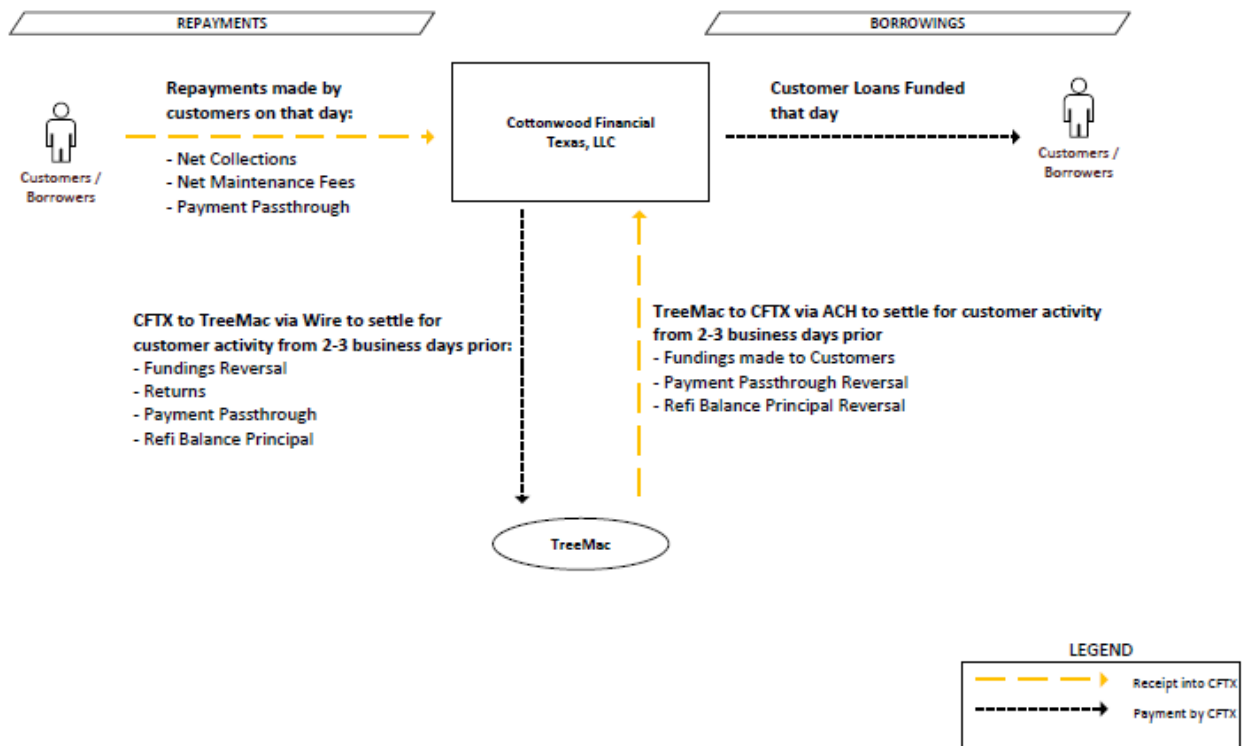 REPAYMENTS
BORROWINGS
Repayments made by
customers on that day:
- Net Collections
- Net Maintenance Fees
- Payment Passthrough
Customers /
Borrowers
Cottonwood Financial
Texas, LLC
Customer Loans Funded
that day
Customers /
Borrowers
CFTX to TreeMac via Wire to settle for
customer activity from 2-3 business days prior:
- Fundings Reversal
- Returns
- Payment Passthrough
- Refi Balance Principal
TreeMac to CFTX via ACH to settle for customer activity
from 2-3 business days prior
- Fundings made to Customers
- Payment Passthrough Reversal
- Refi Balance Principal Reversal
TreeMac
LEGEND
Receipt into CFTX
Payment by CFTX